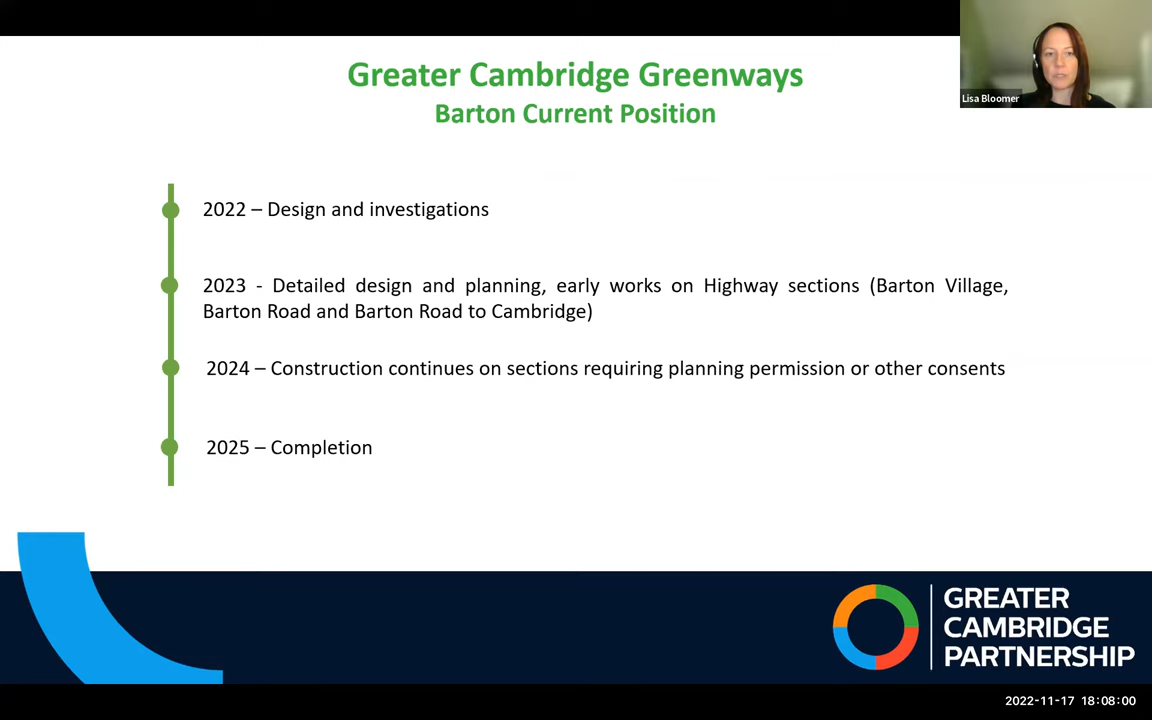 Greater Cambridge Greenways
Barton Current Position
Lisa Bloomer
2022 – Design and investigations
2023 - Detailed design and planning, early works on Highway sections (Barton Village,
Barton Road and Barton Road to Cambridge)
2024 – Construction continues on sections requiring planning permission or other consents
2025 – Completion
GREATER
CAMBRIDGE
PARTNERSHIP
2022-11-17 18:08:00